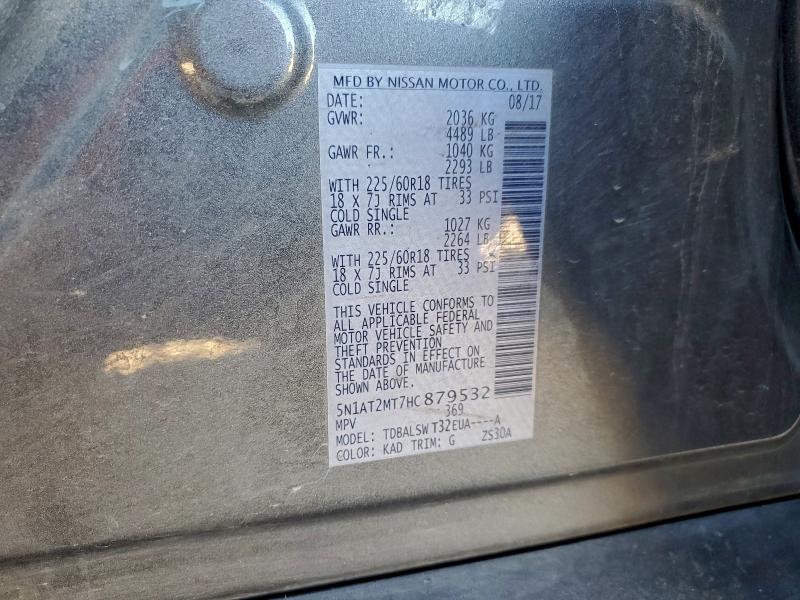 MFD BY NISSAN MOTOR CO., LTD.
DATE: 08/17
GVWR: 2036 KG
4489 LB
GAWR FR.: 1040 KG
2293 LB
WITH 225/60R18 TIRES
18 X 7J RIMS AT 33 PSI
COLD SINGLE
GAWR RR.: 1027 KG
2264 LB
WITH 225/60R18 TIRES
18 X 7J RIMS AT 33 PSI
COLD SINGLE
THIS VEHICLE CONFORMS TO
ALL APPLICABLE FEDERAL
MOTOR VEHICLE SAFETY AND
THEFT PREVENTION
STANDARDS IN EFFECT ON
THE DATE OF MANUFACTURE
SHOWN ABOVE.
5N1AT2MT7HC879532
MPV 369
MODEL: TDBALSWT32EUA----A
COLOR: KAD TRIM: G ZS30A